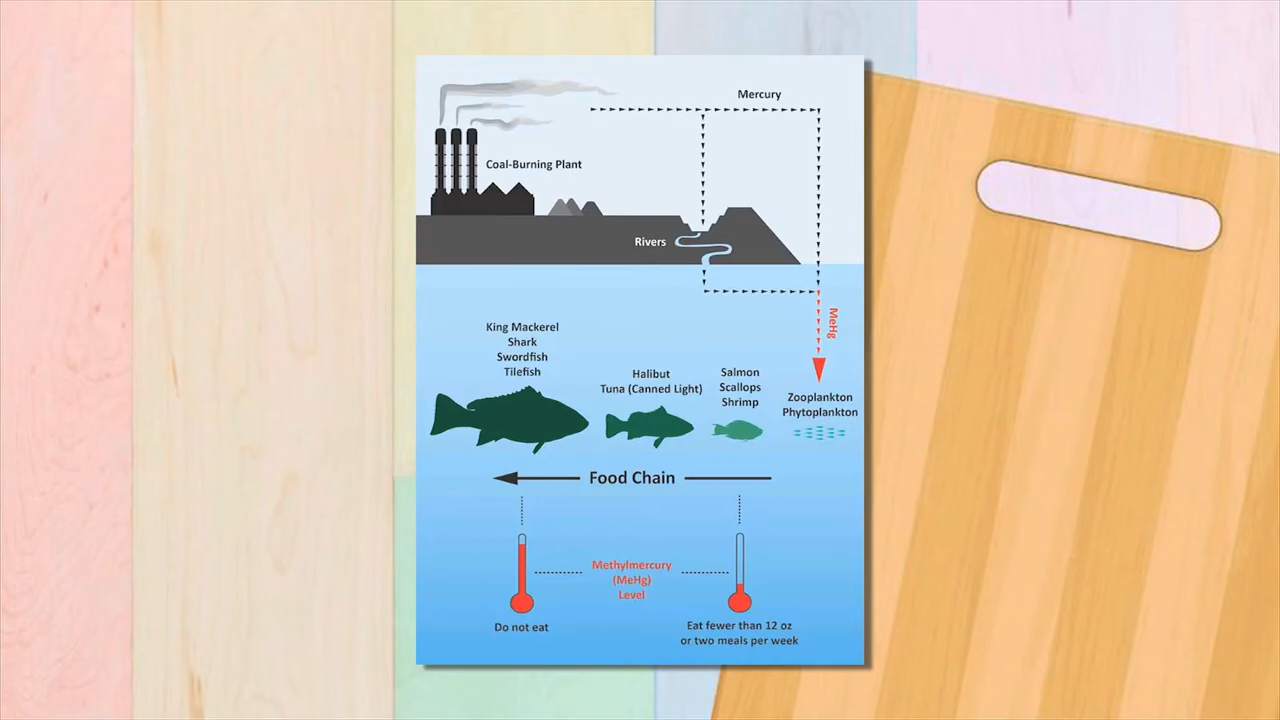 Mercury
Coal-Burning Plant
Rivers
MeHg
King Mackerel
Shark
Swordfish
Tilefish
Halibut
Tuna (Canned Light)
Salmon
Scallops
Shrimp
Zooplankton
Phytoplankton
Food Chain
Methylmercury
(MeHg)
Level
Do not eat
Eat fewer than 12 oz
or two meals per week